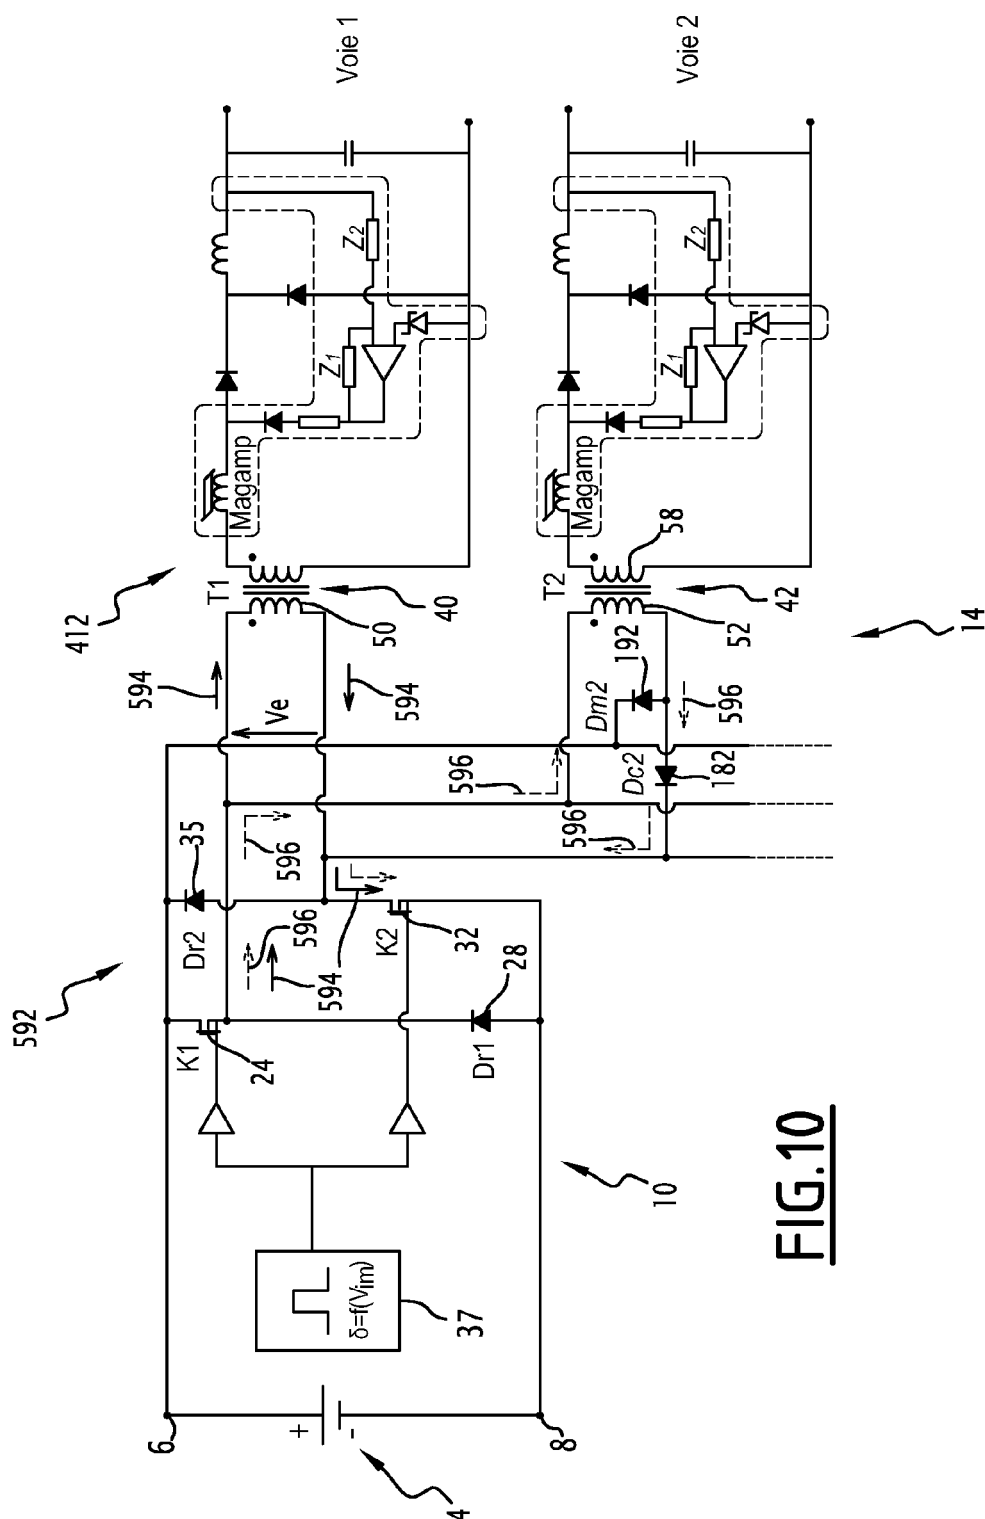 412
592
Voie 1
Voie 2
Magamp
Z1
Z2
Magamp
Z1
Z2
T1
40
50
T2
58
42
52
14
594
Ve
594
596
Dm2
192
596
Dc2
182
596
596
35
Dr2
596
594
K2
32
K1
24
28
Dr1
10
δ=f(Vim)
37
6
+
-
8
4
FIG.10